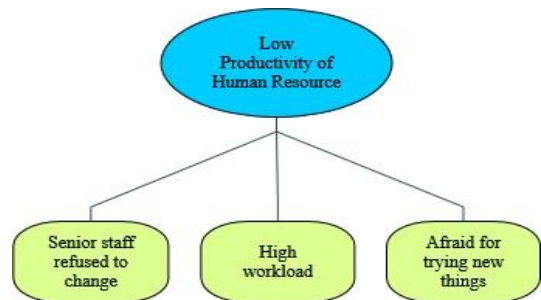 Low
Productivity of
Human Resource
Senior staff
refused to
change
High
workload
Afraid for
trying new
things